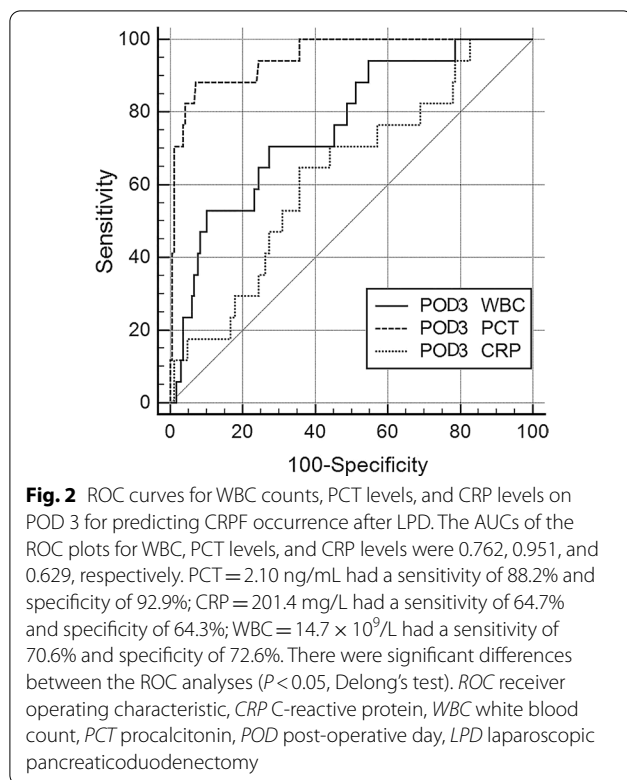 100
80
60
40
20
0
Sensitivity
POD3 WBC
POD3 PCT
POD3 CRP
0 20 40 60 80 100
100-Specificity
Fig. 2 ROC curves for WBC counts, PCT levels, and CRP levels on
POD 3 for predicting CRPF occurrence after LPD. The AUCs of the
ROC plots for WBC, PCT levels, and CRP levels were 0.762, 0.951, and
0.629, respectively. PCT = 2.10 ng/mL had a sensitivity of 88.2% and
specificity of 92.9%; CRP = 201.4 mg/L had a sensitivity of 64.7%
and specificity of 64.3%; WBC = 14.7 × 10⁹/L had a sensitivity of
70.6% and specificity of 72.6%. There were significant differences
between the ROC analyses (P < 0.05, Delong's test). ROC receiver
operating characteristic, CRP C-reactive protein, WBC white blood
count, PCT procalcitonin, POD post-operative day, LPD laparoscopic
pancreaticoduodenectomy